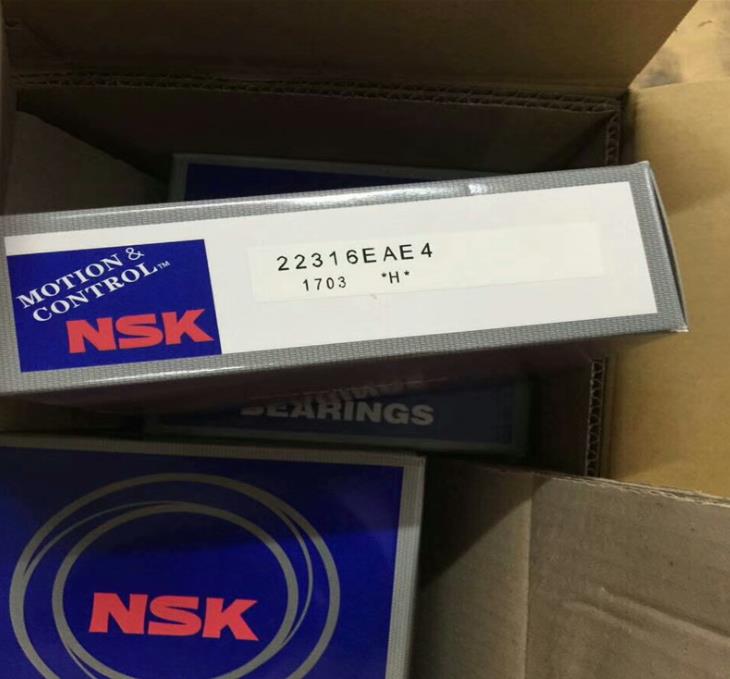 MOTION &
CONTROL™
NSK
22316EAE4
1703 *H*
BEARINGS
NSK